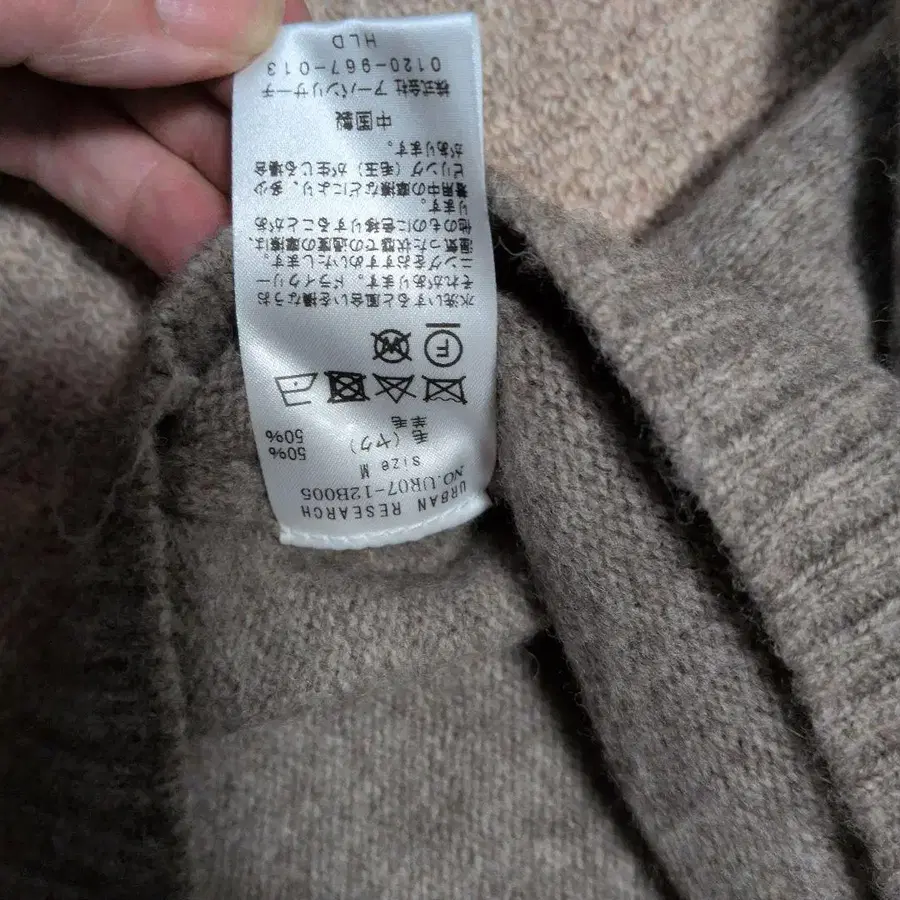 URBAN RESEARCH
NO.UR07-12B005
Size M
毛(ヤク) 50%
羊毛 50%
F W
水洗いすると風合いを損なうお
それがあります。ドライクリー
ニングをおすすめいたします。
湿気った状態での過度の摩擦は、
他のものに色移りすることがあ
ります。
着用中の摩擦などにより、多少
ピリング(毛玉)が生じる場合
があります。
中国製
株式会社 アーバンリサーチ
0120-967-013
HLD